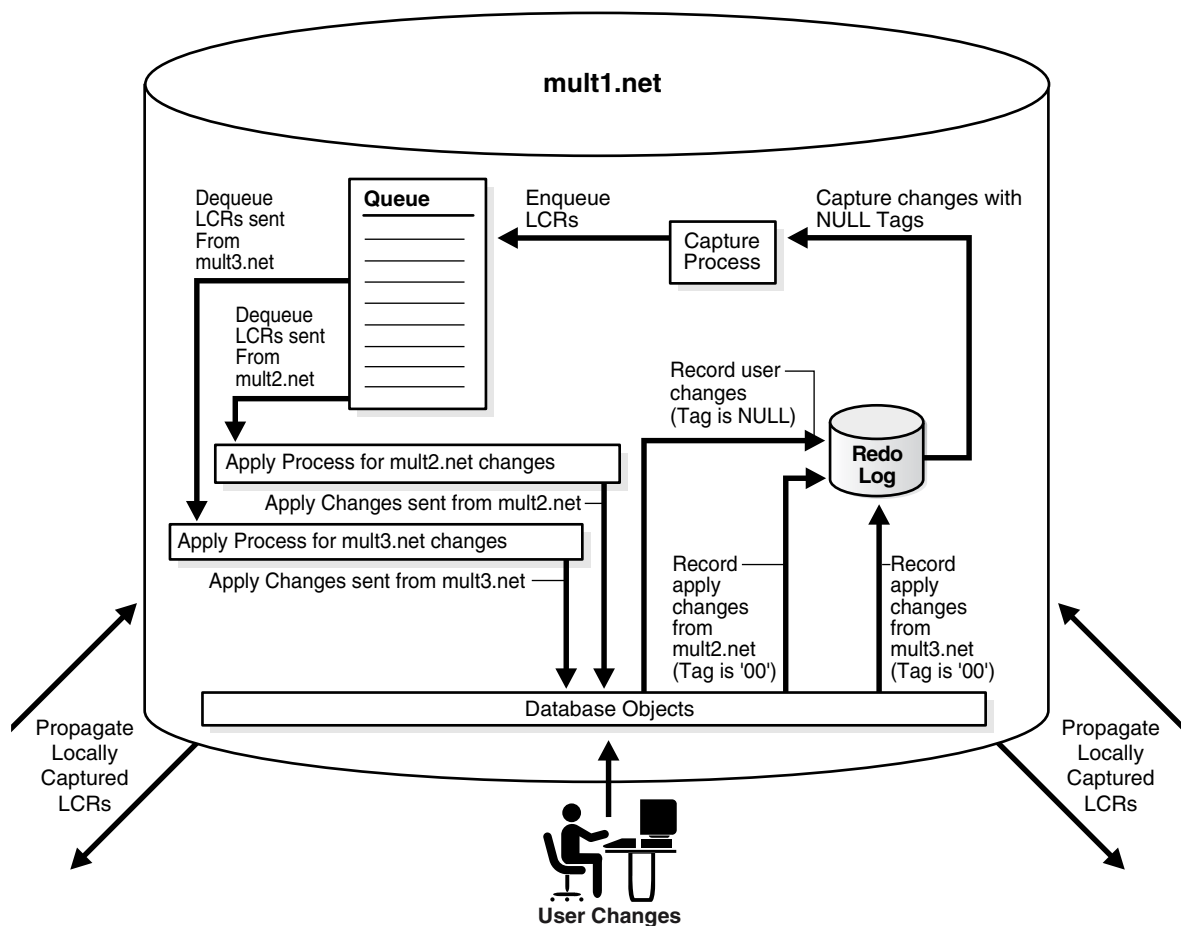 mult1.net
Dequeue
LCRs sent
From
mult3.net
Queue
Enqueue
LCRs
Capture changes with
NULL Tags
Capture
Process
Dequeue
LCRs sent
From
mult2.net
Record user
changes
(Tag is NULL)
Redo
Log
Apply Process for mult2.net changes
Apply Changes sent from mult2.net
Apply Process for mult3.net changes
Apply Changes sent from mult3.net
Record
apply
changes
from
mult2.net
(Tag is '00')
Record
apply
changes
from
mult3.net
(Tag is '00')
Database Objects
Propagate
Locally
Captured
LCRs
Propagate
Locally
Captured
LCRs
User Changes